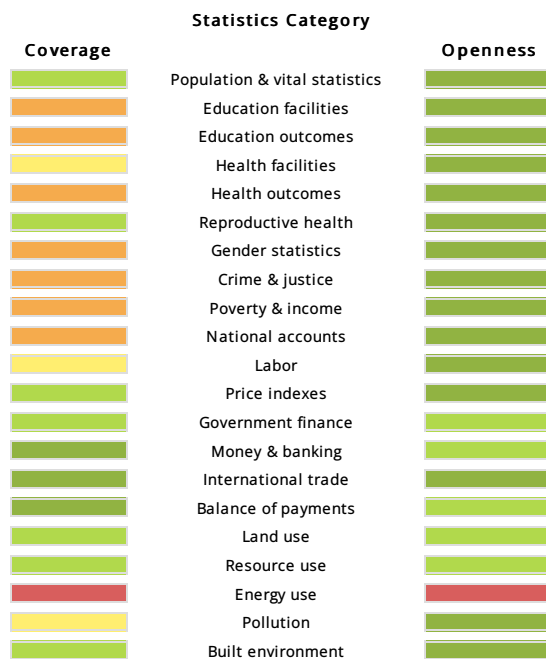 Statistics Category
Coverage Openness
Population & vital statistics
Education facilities
Education outcomes
Health facilities
Health outcomes
Reproductive health
Gender statistics
Crime & justice
Poverty & income
National accounts
Labor
Price indexes
Government finance
Money & banking
International trade
Balance of payments
Land use
Resource use
Energy use
Pollution
Built environment